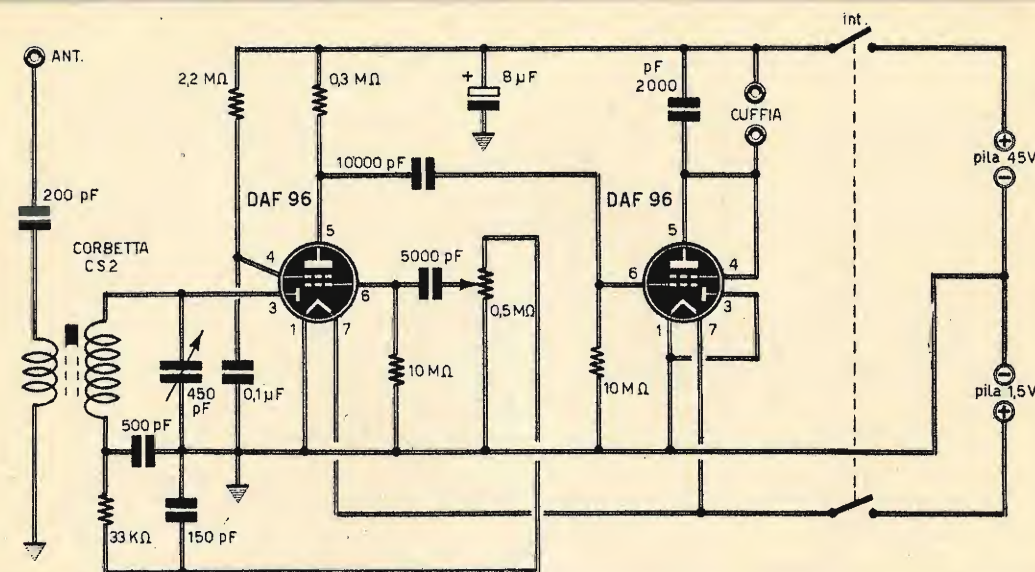 int.
ANT.
2,2 MΩ
0,3 MΩ
+
8 µF
pF
2000
CUFFIA
+
pila 45V
−
10'000 pF
200 pF
DAF 96
DAF 96
CORBETTA
CS2
5
5000 pF
5
4
6
6
4
3
0,5 MΩ
3
1
7
1
7
450
pF
0,1 µF
10 MΩ
10 MΩ
−
pila 1,5V
+
500 pF
33 KΩ
150 pF